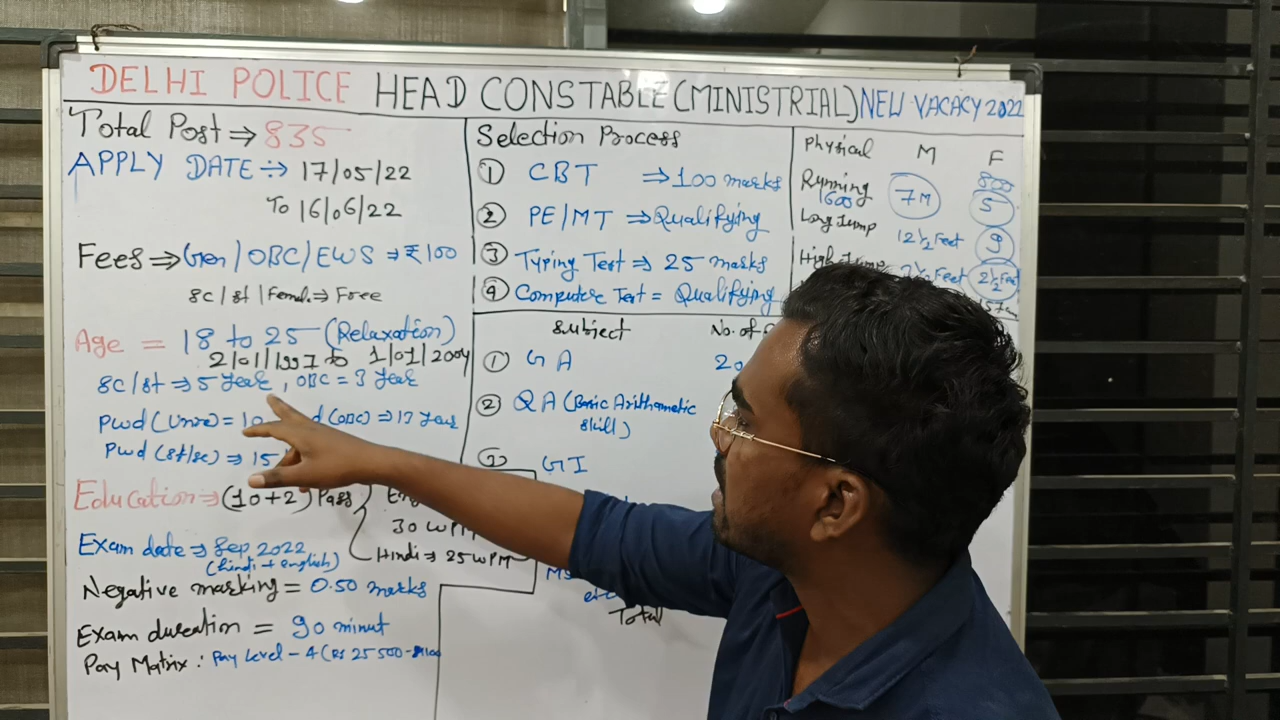 DELHI POLICE HEAD CONSTABLE (MINISTRIAL) NEW VACACY 2022
Total Post ⇒ 835
APPLY DATE ÷ 17/05/22
To 16/06/22
Fees ⇒ Gen/OBC/EWS ⇒ ₹100
SC/St/Femal ⇒ Free
Age = 18 to 25 (Relaxation)
2/01/1997 to 1/01/2004
SC/St ⇒ 5 Year, OBC = 3 Year
Pwd (Unre) = 10 d (OBC) ⇒ 13 Year
Pwd (St/Sc) ⇒ 15
Education ⇒ (10+2) Pass
30 WPM
Hindi ⇒ 25 WPM
Exam date ⇒ Sep 2022
(hindi + english)
Negative marking = 0.50 marks
Exam duration = 90 minut
Pay Matrix : Pay Level - 4 (Rs 25500-
Selection Process
① CBT ⇒ 100 marks
② PE/MT ⇒ Qualifying
③ Typing Test ⇒ 25 marks
④ Computer Test = Qualifying
Physical M F
Running 1600 7M 800 5
Long Jump 12½ Feet 9
High Jump Feet 2½ Feet
Subject No. of
① GA 20
② QA (Basic Arithametic Skill)
GI
etc
Total